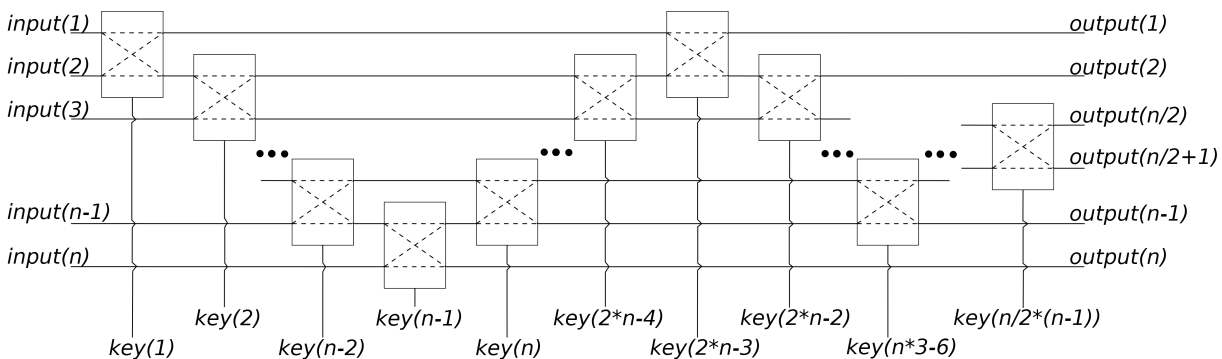 input(1)
input(2)
input(3)
input(n-1)
input(n)
output(1)
output(2)
output(n/2)
output(n/2+1)
output(n-1)
output(n)
key(1)
key(2)
key(n-2)
key(n-1)
key(n)
key(2*n-4)
key(2*n-3)
key(2*n-2)
key(n*3-6)
key(n/2*(n-1))